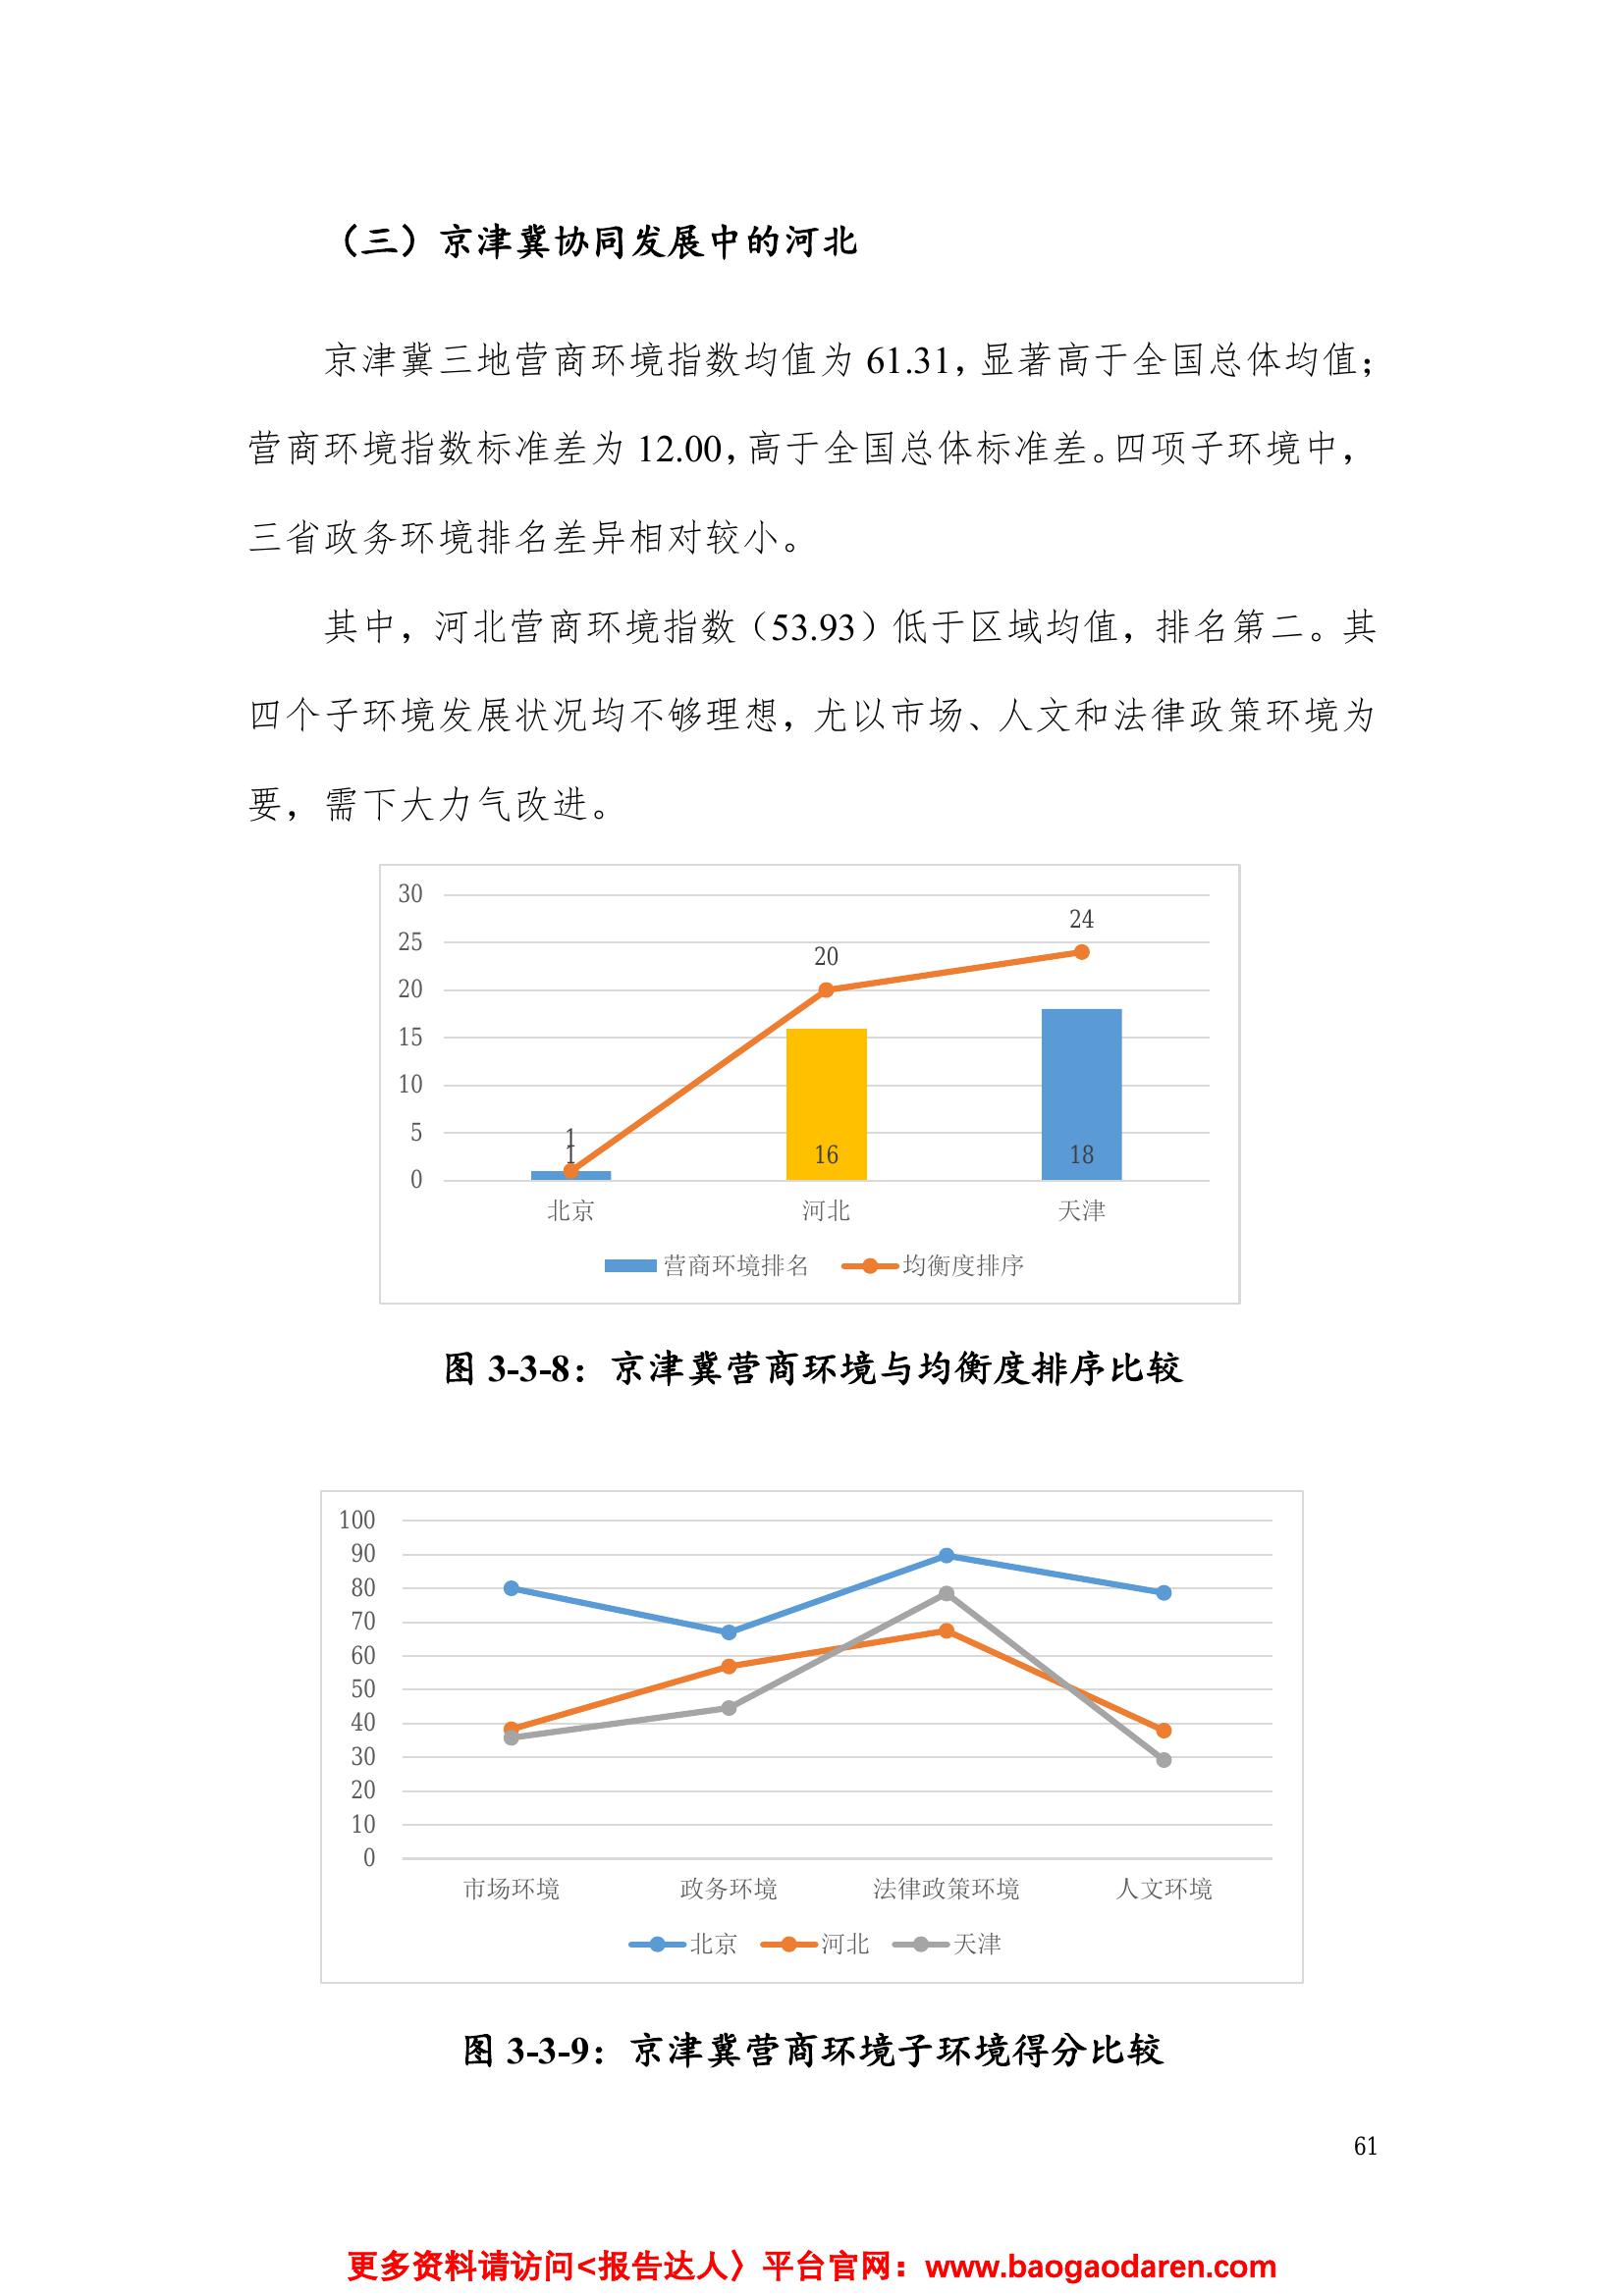 （三）京津冀协同发展中的河北
京津冀三地营商环境指数均值为 61.31，显著高于全国总体均值；
营商环境指数标准差为 12.00，高于全国总体标准差。四项子环境中，
三省政务环境排名差异相对较小。
其中，河北营商环境指数（53.93）低于区域均值，排名第二。其
四个子环境发展状况均不够理想，尤以市场、人文和法律政策环境为
要，需下大力气改进。
30
25
20
15
10
5
0
1
1
20
16
24
18
北京 河北 天津
营商环境排名 均衡度排序
图 3-3-8：京津冀营商环境与均衡度排序比较
100
90
80
70
60
50
40
30
20
10
0
市场环境 政务环境 法律政策环境 人文环境
北京 河北 天津
图 3-3-9：京津冀营商环境子环境得分比较
61
更多资料请访问<报告达人〉平台官网：www.baogaodaren.com